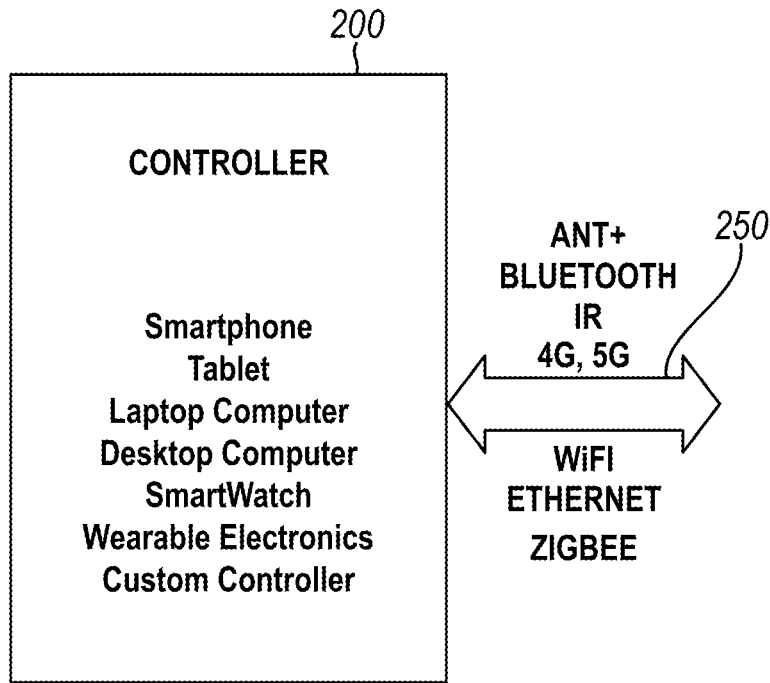 200
CONTROLLER
Smartphone
Tablet
Laptop Computer
Desktop Computer
SmartWatch
Wearable Electronics
Custom Controller
250
ANT+
BLUETOOTH
IR
4G, 5G
WiFI
ETHERNET
ZIGBEE